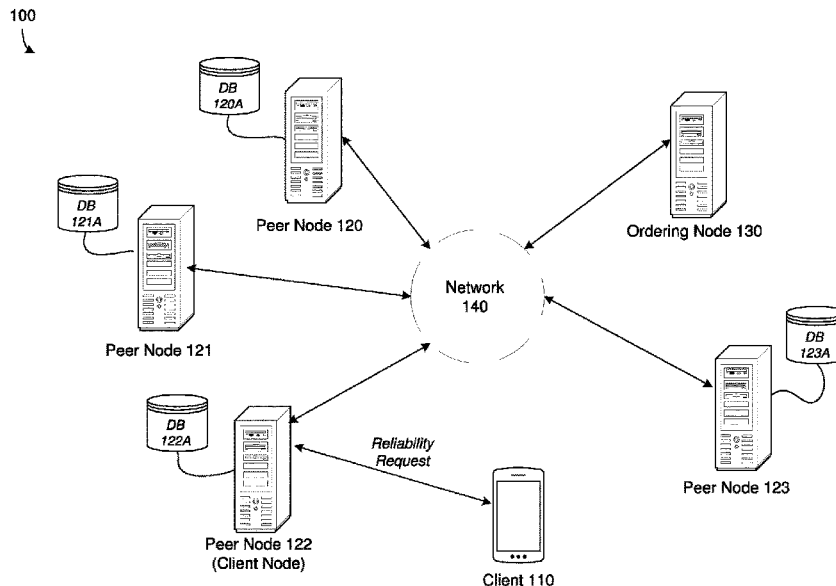 100
DB
120A
Peer Node 120
DB
121A
Peer Node 121
Network
140
Ordering Node 130
DB
123A
Peer Node 123
DB
122A
Peer Node 122
(Client Node)
Reliability
Request
Client 110